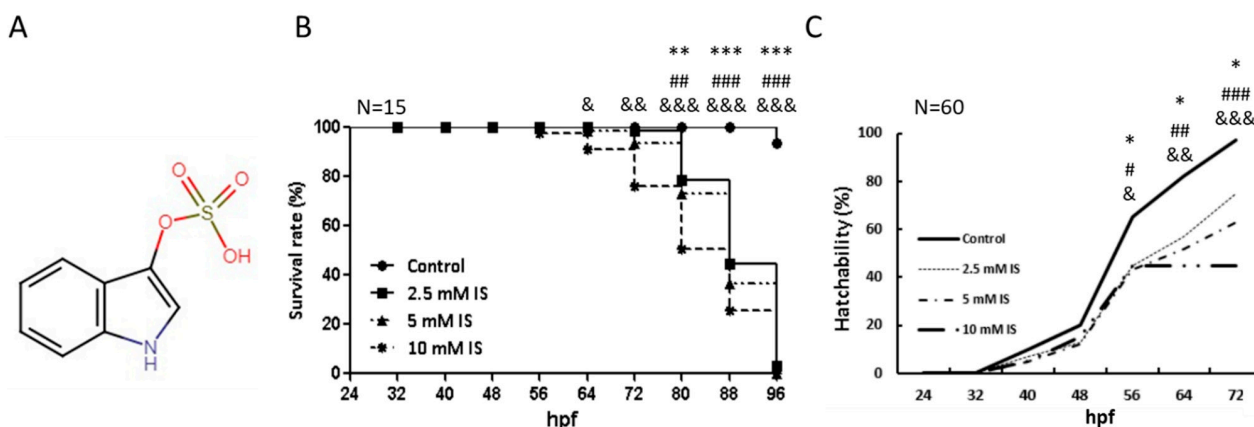 A
O
O
S
O
OH
N
H
B
N=15
** *** ***
## ### ###
& && &&& &&& &&&
Survival rate (%)
100
80
60
40
20
0
Control
2.5 mM IS
5 mM IS
10 mM IS
24 32 40 48 56 64 72 80 88 96
hpf
C
N=60
*
###
&&&
*
##
&&
*
#
&
Hatchability (%)
100
80
60
40
20
0
Control
2.5 mM IS
5 mM IS
10 mM IS
24 32 40 48 56 64 72
hpf